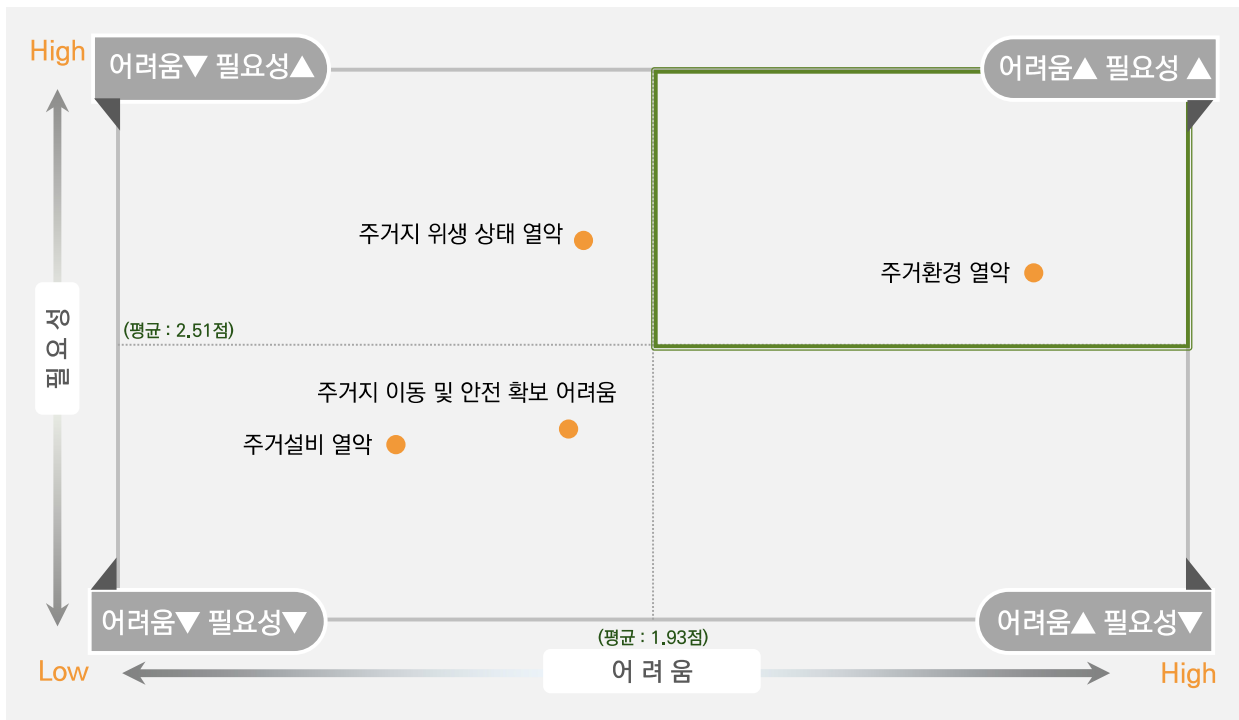 High
어려움▼ 필요성▲
어려움▲ 필요성 ▲
주거지 위생 상태 열악
주거환경 열악
필요성
(평균 : 2.51점)
주거지 이동 및 안전 확보 어려움
주거설비 열악
어려움▼ 필요성▼
어려움▲ 필요성▼
(평균 : 1.93점)
Low
어려움
High